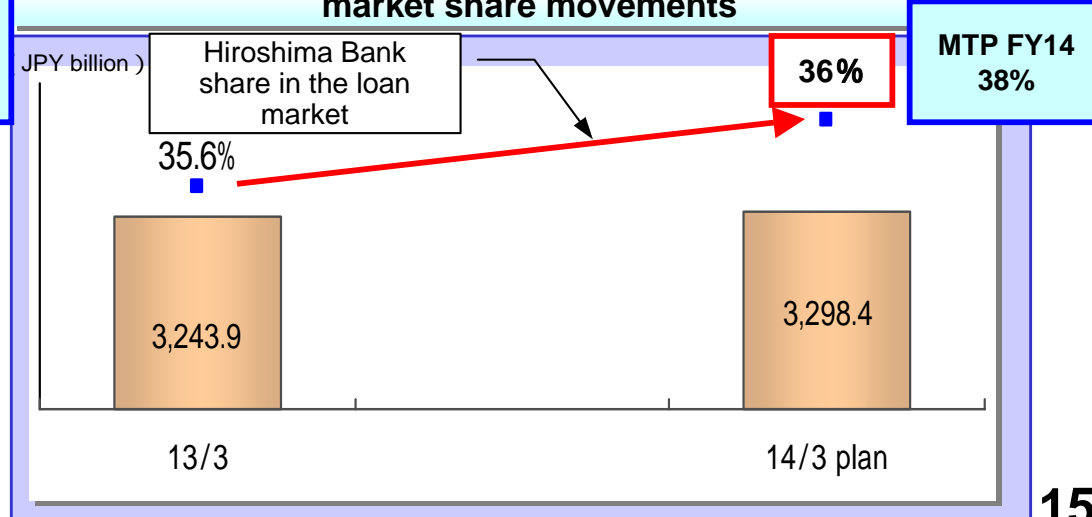 market share movements
JPY billion )
Hiroshima Bank
share in the loan
market
36%
MTP FY14
38%
35.6%
3,243.9
3,298.4
13/3
14/3 plan
15